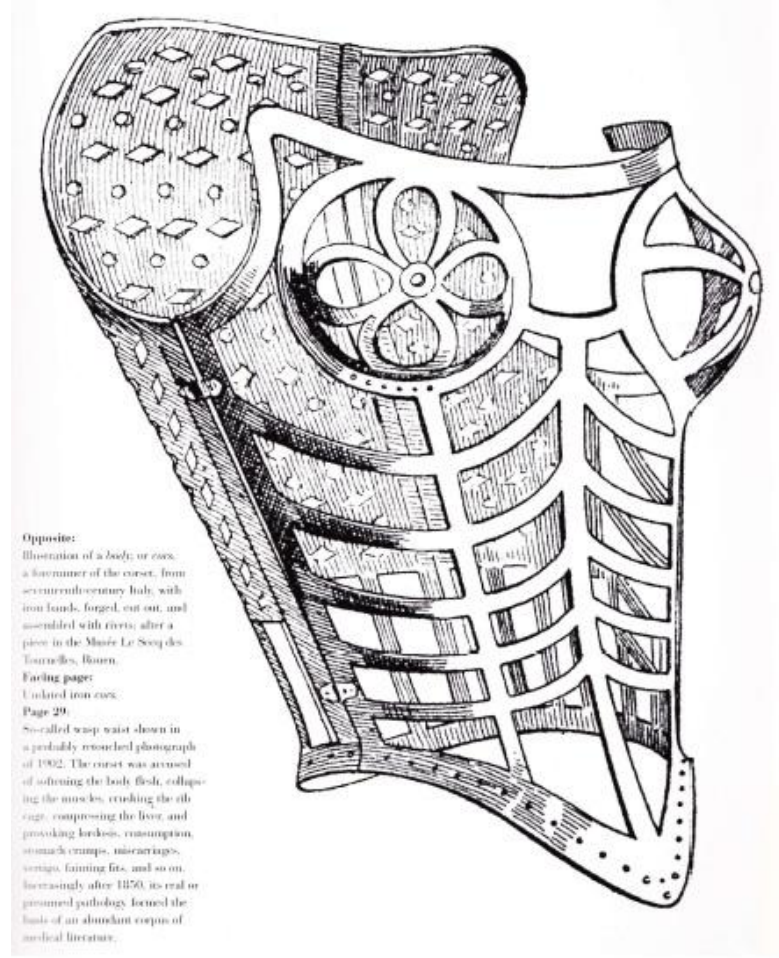 Opposite:
Illustration of a body, or corz,
a forerunner of the corset, from
seventeenth-century Italy, with
iron bands, forged, cut out, and
assembled with rivets; after a
piece in the Musée Le Secq des
Tournelles, Rouen.
Facing page:
Undated iron corz.
Page 29:
So-called wasp waist shown in
a probably retouched photograph
of 1902. The corset was accused
of softening the body flesh, collaps-
ing the muscles, crushing the rib
cage, compressing the liver, and
provoking lordosis, consumption,
stomach cramps, miscarriages,
vertigo, fainting fits, and so on.
Increasingly after 1850, its real or
presumed pathology formed the
basis of an abundant corpus of
medical literature.